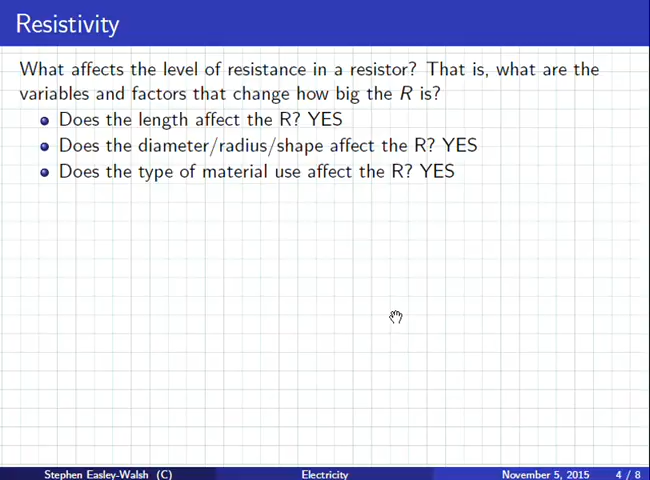 Resistivity
What affects the level of resistance in a resistor? That is, what are the
variables and factors that change how big the R is?
Does the length affect the R? YES
Does the diameter/radius/shape affect the R? YES
Does the type of material use affect the R? YES
Stephen Easley-Walsh (C) Electricity November 5, 2015 4 / 8